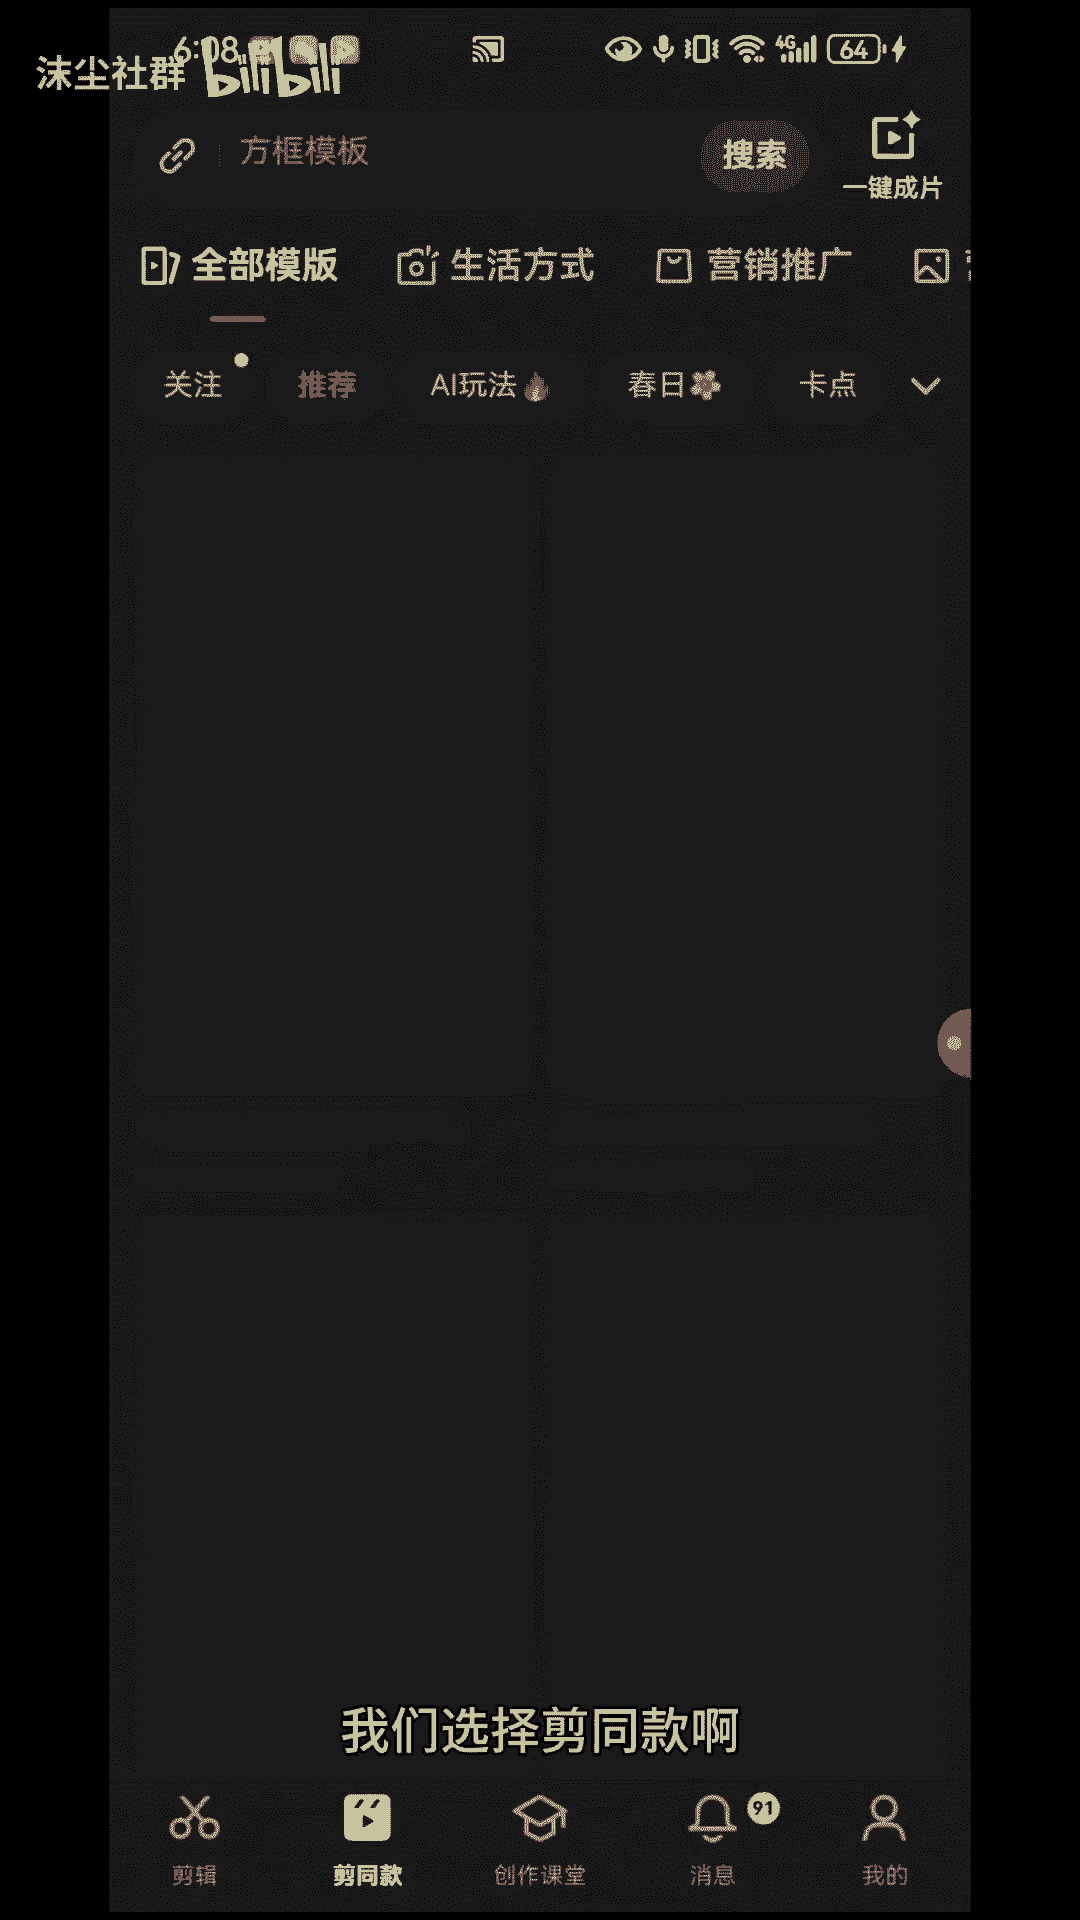 6:08
4G
64
沫尘社群 bilibili
方框模板
搜索
一键成片
全部模版 生活方式 营销推广
关注 推荐 AI玩法 春日 卡点
我们选择剪同款啊
91
剪辑 剪同款 创作课堂 消息 我的